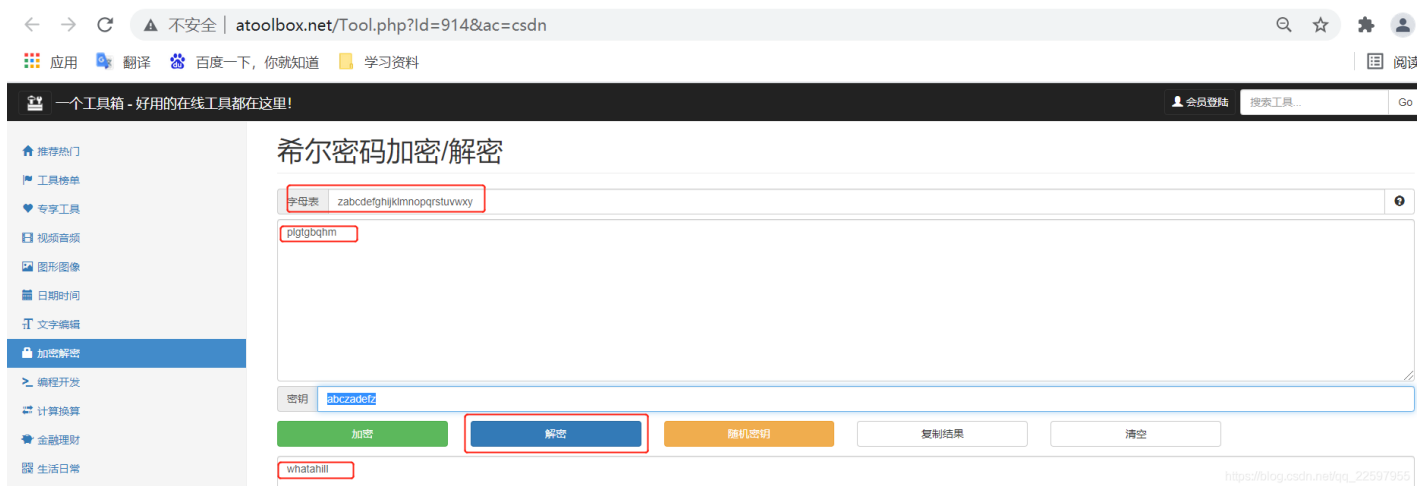 不安全 atoolbox.net/Tool.php?Id=914&ac=csdn
应用 翻译 百度一下，你就知道 学习资料 阅读
一个工具箱 - 好用的在线工具都在这里! 会员登陆 搜索工具... Go
推荐热门
工具榜单
专享工具
视频音频
图形图像
日期时间
文字编辑
加密解密
编程开发
计算换算
金融理财
生活日常
希尔密码加密/解密
字母表 zabcdefghijklmnopqrstuvwxy
plgtgbqhm
密钥 abczadefz
加密 解密 随机密钥 复制结果 清空
whatahill
https://blog.csdn.net/qq_22597955